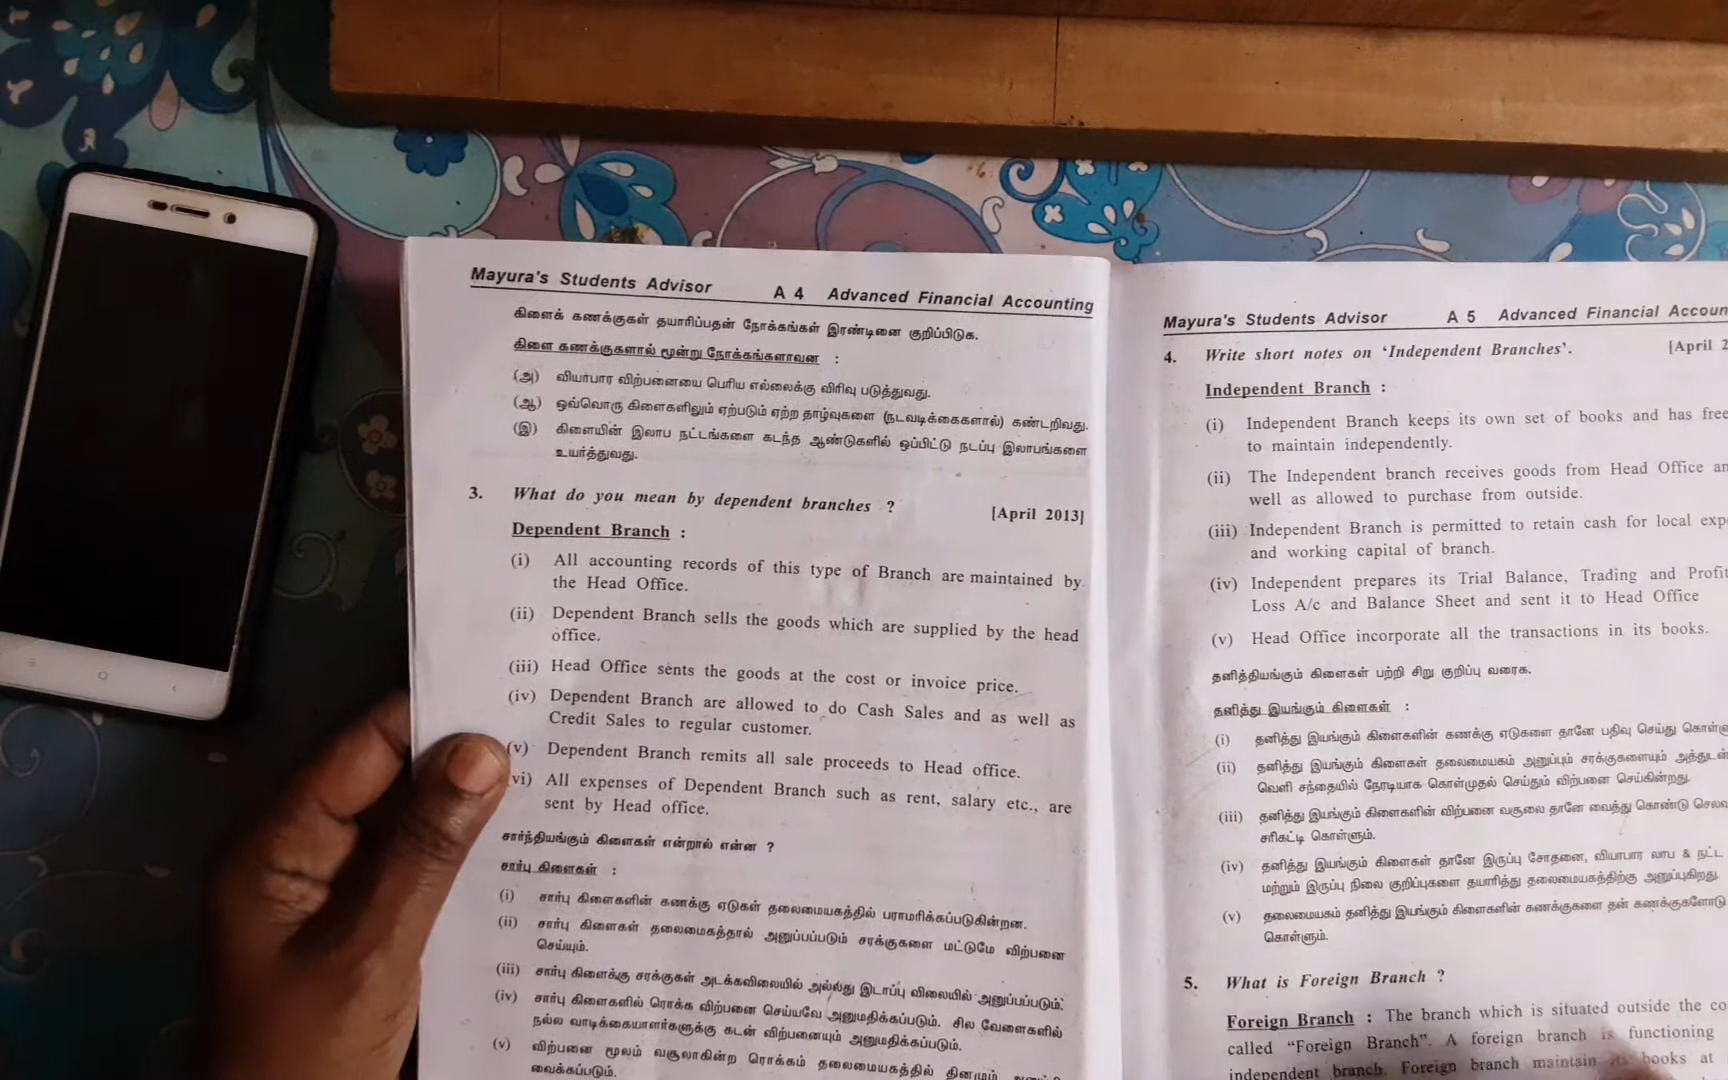 Mayura's Students Advisor A 4 Advanced Financial Accounting
கிளைக் கணக்குகள் தயாரிப்பதன் நோக்கங்கள் இரண்டினை குறிப்பிடுக.
கிளை கணக்குகளால் மூன்று நோக்கங்களாவன :
(அ) வியாபார விற்பனையை பெரிய எல்லைக்கு விரிவு படுத்துவது.
(ஆ) ஒவ்வொரு கிளைகளிலும் ஏற்படும் ஏற்ற தாழ்வுகளை (நடவடிக்கைகளால்) கண்டறிவது.
(இ) கிளையின் இலாப நட்டங்களை கடந்த ஆண்டுகளில் ஒப்பிட்டு நடப்பு இலாபங்களை
உயர்த்துவது.
3. What do you mean by dependent branches ? [April 2013]
Dependent Branch :
(i) All accounting records of this type of Branch are maintained by
the Head Office.
(ii) Dependent Branch sells the goods which are supplied by the head
office.
(iii) Head Office sents the goods at the cost or invoice price.
(iv) Dependent Branch are allowed to do Cash Sales and as well as
Credit Sales to regular customer.
(v) Dependent Branch remits all sale proceeds to Head office.
vi) All expenses of Dependent Branch such as rent, salary etc., are
sent by Head office.
சார்ந்தியங்கும் கிளைகள் என்றால் என்ன ?
சார்பு கிளைகள் :
(i) சார்பு கிளைகளின் கணக்கு ஏடுகள் தலைமையகத்தில் பராமரிக்கப்படுகின்றன.
(ii) சார்பு கிளைகள் தலைமைகத்தால் அனுப்பப்படும் சரக்குகளை மட்டுமே விற்பனை
செய்யும்.
(iii) சார்பு கிளைக்கு சரக்குகள் அடக்கவிலையில் அல்லது இடாப்பு விலையில் அனுப்பப்படும்.
(iv) சார்பு கிளைகளில் ரொக்க விற்பனை செய்யவே அனுமதிக்கப்படும். சில வேளைகளில்
நல்ல வாடிக்கையாளர்களுக்கு கடன் விற்பனையும் அனுமதிக்கப்படும்.
(v) விற்பனை மூலம் வசூலாகின்ற ரொக்கம் தலைமையகத்தில் தினமும்
வைக்கப்படும்.
Mayura's Students Advisor A 5 Advanced Financial Accoun
4. Write short notes on 'Independent Branches'. [April 2
Independent Branch :
(i) Independent Branch keeps its own set of books and has free
to maintain independently.
(ii) The Independent branch receives goods from Head Office an
well as allowed to purchase from outside.
(iii) Independent Branch is permitted to retain cash for local exp
and working capital of branch.
(iv) Independent prepares its Trial Balance, Trading and Profit
Loss A/c and Balance Sheet and sent it to Head Office
(v) Head Office incorporate all the transactions in its books.
தனித்தியங்கும் கிளைகள் பற்றி சிறு குறிப்பு வரைக.
தனித்து இயங்கும் கிளைகள் :
(i) தனித்து இயங்கும் கிளைகளின் கணக்கு ஏடுகளை தானே பதிவு செய்து
(ii) தனித்து இயங்கும் கிளைகள் தலைமையகம் அனுப்பும் சரக்குகளையும் அத்துடன்
வெளி சந்தையில் நேரடியாக கொள்முதல் செய்தும் விற்பனை செய்கின்றது.
(iii) தனித்து இயங்கும் கிளைகளின் விற்பனை வசூலை தானே வைத்து கொண்டு
சரிகட்டி கொள்ளும்.
(iv) தனித்து இயங்கும் கிளைகள் தானே இருப்பு சோதனை, வியாபார லாப & நட்ட
மற்றும் இருப்பு நிலை குறிப்புகளை தயாரித்து தலைமையகத்திற்கு அனுப்புகிறது.
(v) தலைமையகம் தனித்து இயங்கும் கிளைகளின் கணக்குகளை தன் கணக்குகளோடு
கொள்ளும்.
5. What is Foreign Branch ?
Foreign Branch : The branch which is situated outside the co
called "Foreign Branch". A foreign branch is functioning
independent branch. Foreign branch maintain its books at